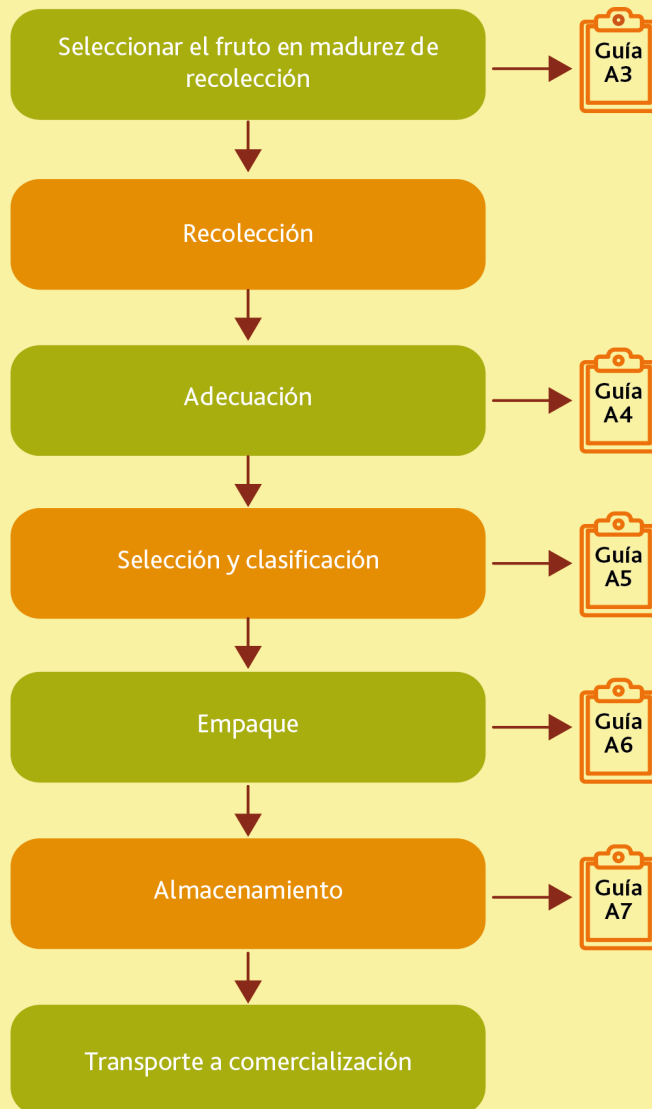 Seleccionar el fruto en madurez de
recolección
Guía
A3
Recolección
Adecuación
Guía
A4
Selección y clasificación
Guía
A5
Empaque
Guía
A6
Almacenamiento
Guía
A7
Transporte a comercialización